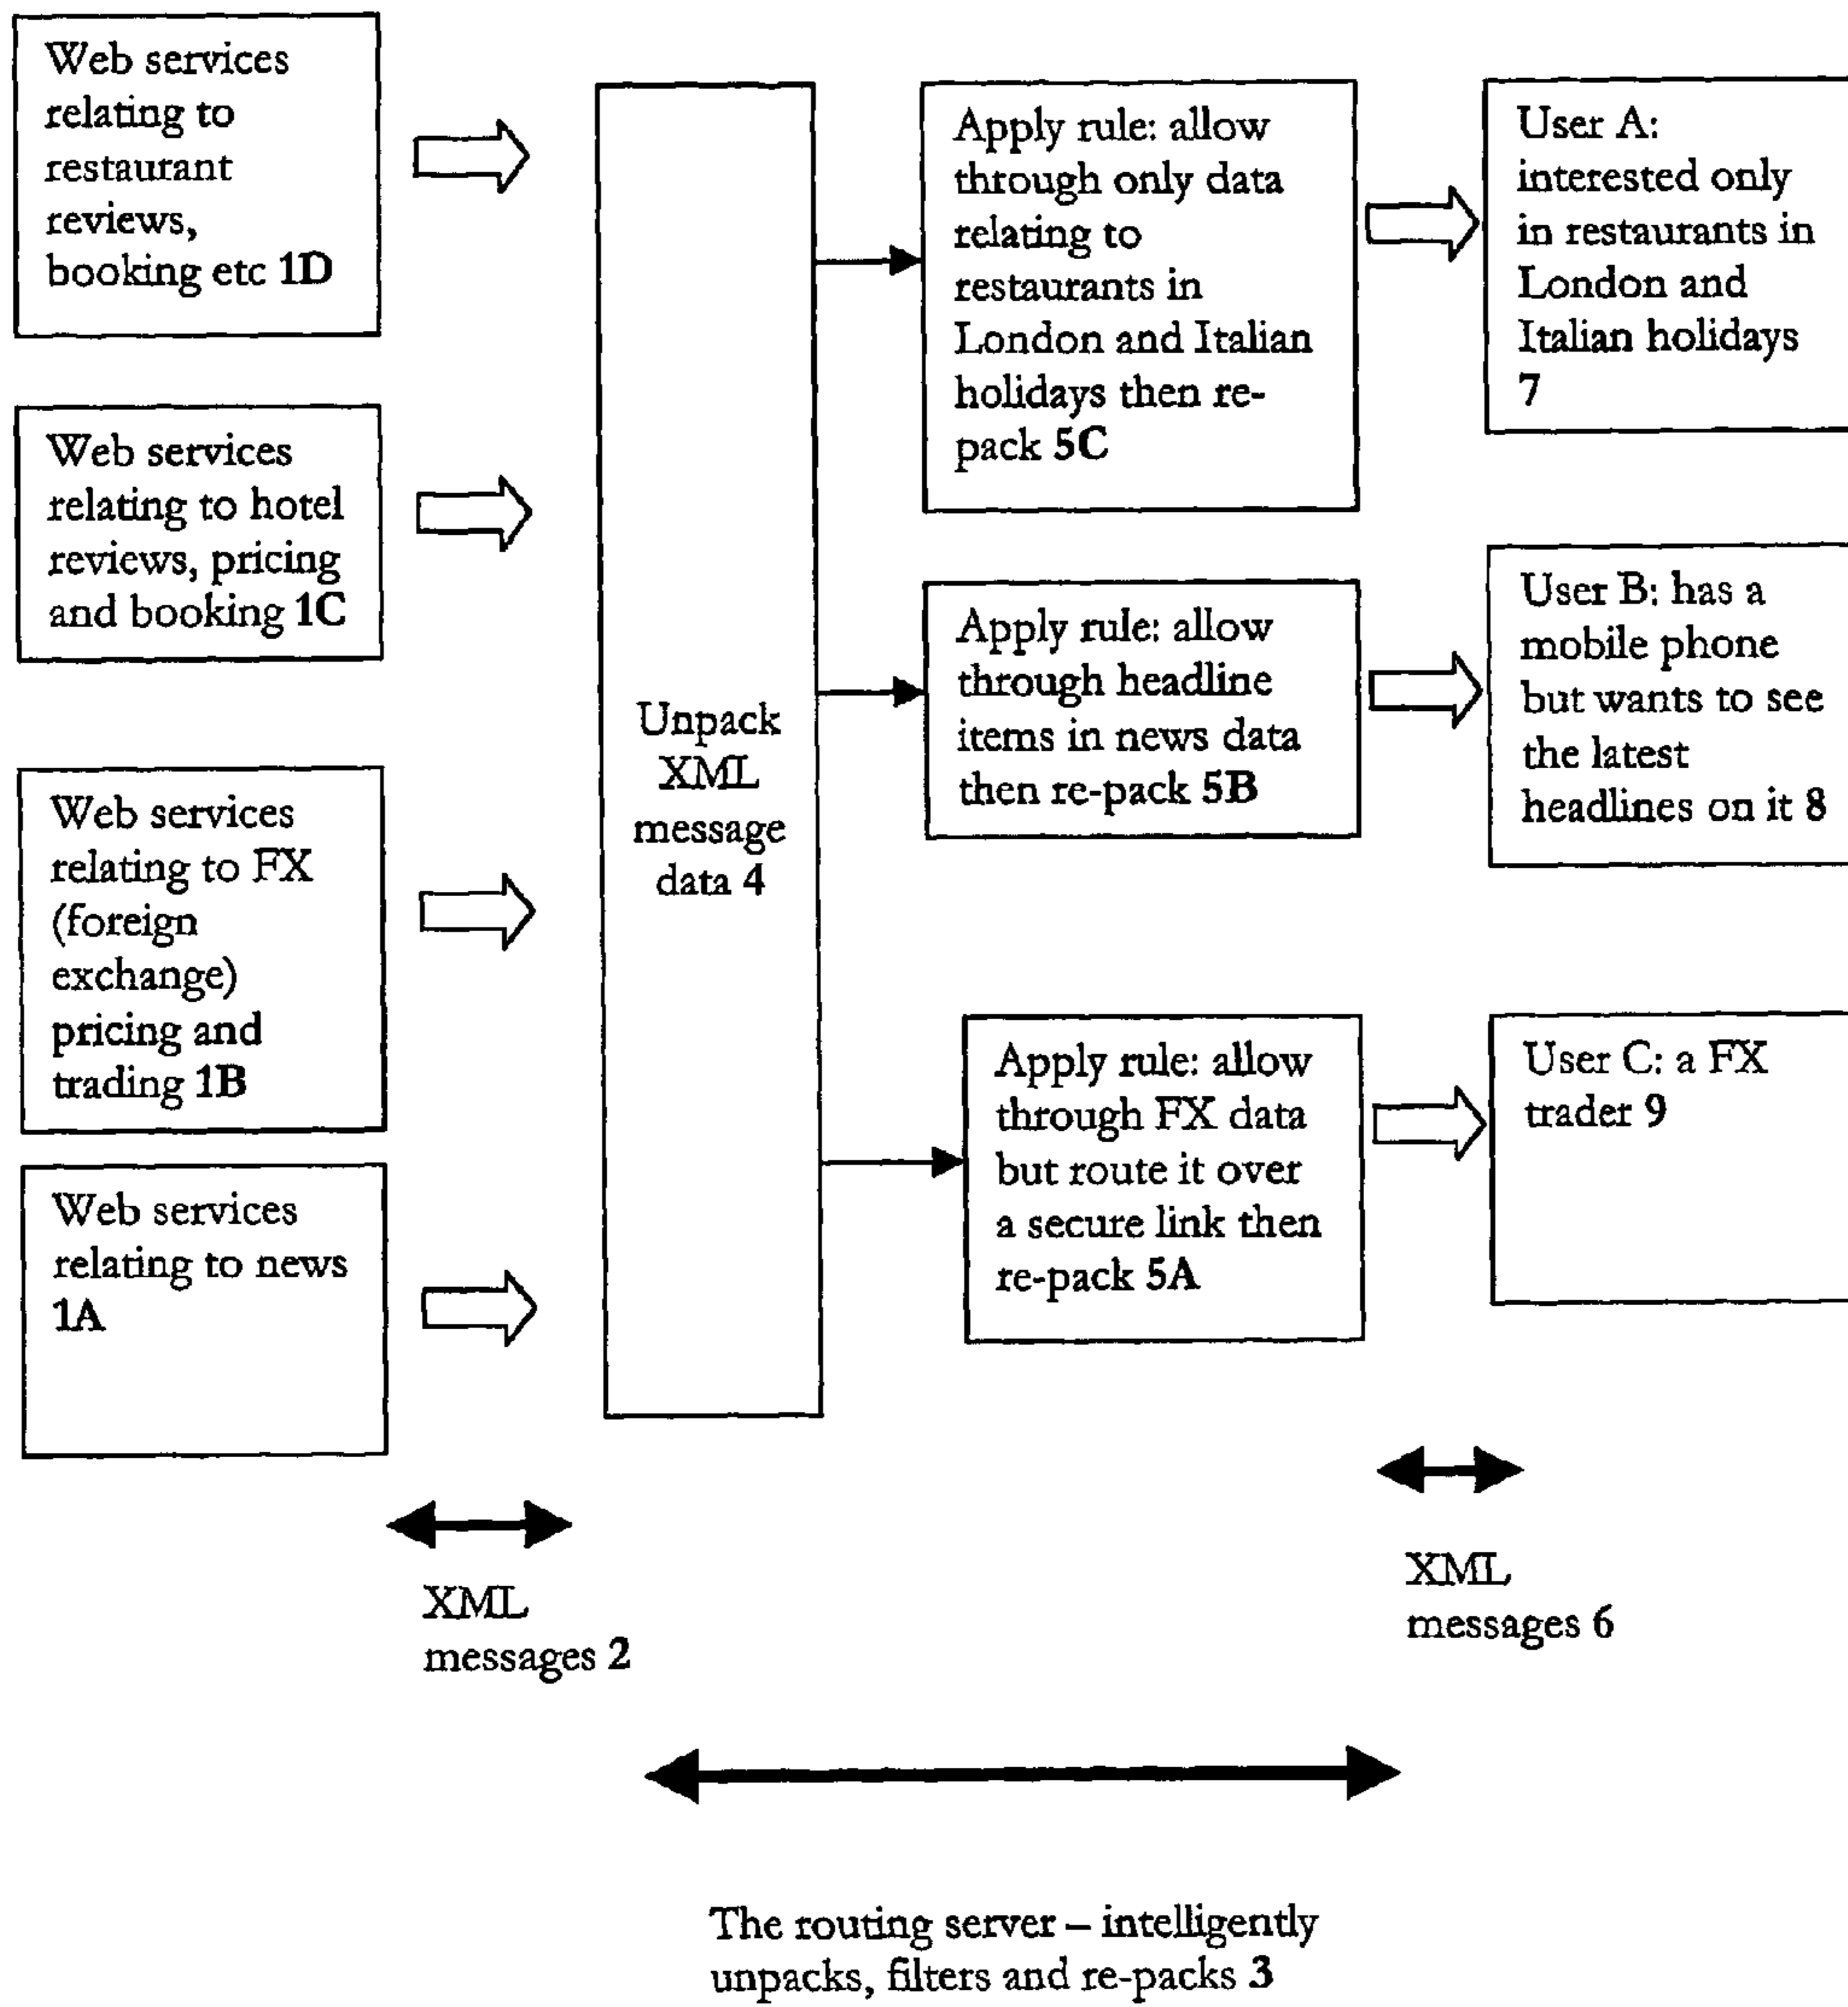 Web services
relating to
restaurant
reviews,
booking etc 1D
Web services
relating to hotel
reviews, pricing
and booking 1C
Web services
relating to FX
(foreign
exchange)
pricing and
trading 1B
Web services
relating to news
1A
XML
messages 2
Unpack
XML
message
data 4
Apply rule: allow
through only data
relating to
restaurants in
London and Italian
holidays then re-
pack 5C
Apply rule: allow
through headline
items in news data
then re-pack 5B
Apply rule: allow
through FX data
but route it over
a secure link then
re-pack 5A
User A:
interested only
in restaurants in
London and
Italian holidays
7
User B: has a
mobile phone
but wants to see
the latest
headlines on it 8
User C: a FX
trader 9
XML
messages 6
The routing server – intelligently
unpacks, filters and re-packs 3